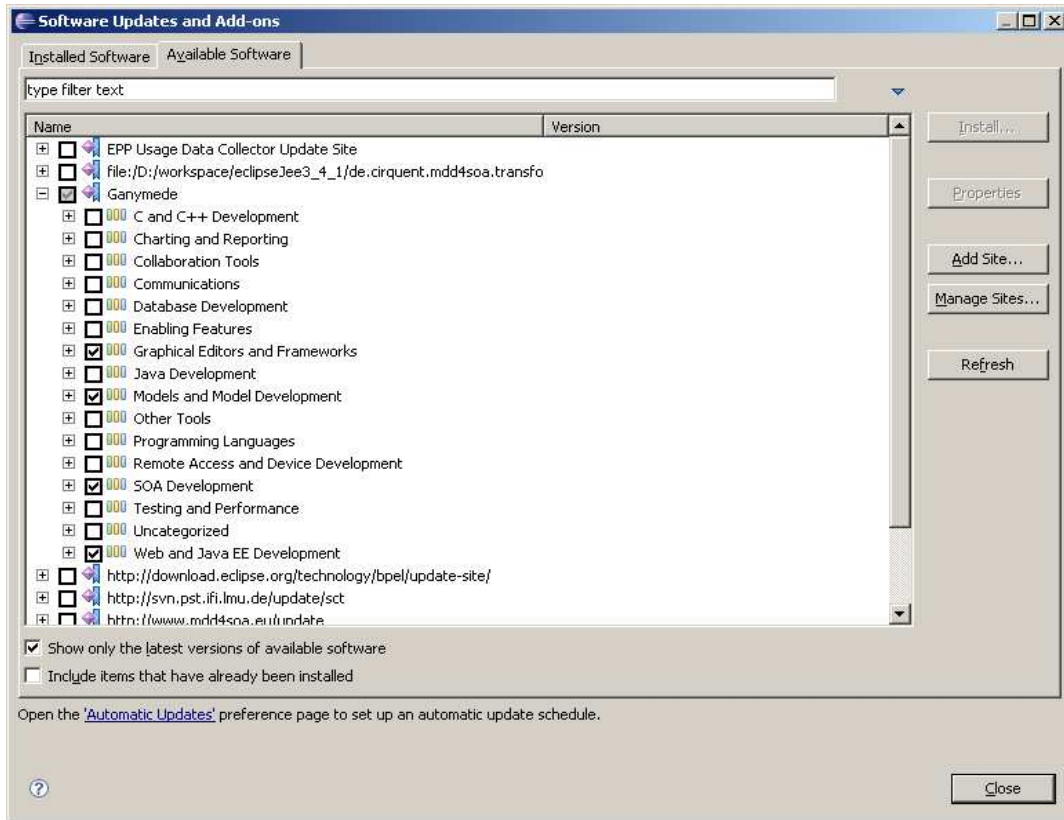 Software Updates and Add-ons
Installed Software
Available Software
type filter text
Name
Version
EPP Usage Data Collector Update Site
file:/D:/workspace/eclipseJee3_4_1/de.cirquent.mdd4soa.transfo
Ganymede
C and C++ Development
Charting and Reporting
Collaboration Tools
Communications
Database Development
Enabling Features
Graphical Editors and Frameworks
Java Development
Models and Model Development
Other Tools
Programming Languages
Remote Access and Device Development
SOA Development
Testing and Performance
Uncategorized
Web and Java EE Development
http://download.eclipse.org/technology/bpel/update-site/
http://svn.pst.ifi.lmu.de/update/sct
http://www.mdd4soa.eu/update
Install...
Properties
Add Site...
Manage Sites...
Refresh
Show only the latest versions of available software
Include items that have already been installed
Open the 'Automatic Updates' preference page to set up an automatic update schedule.
?
Close